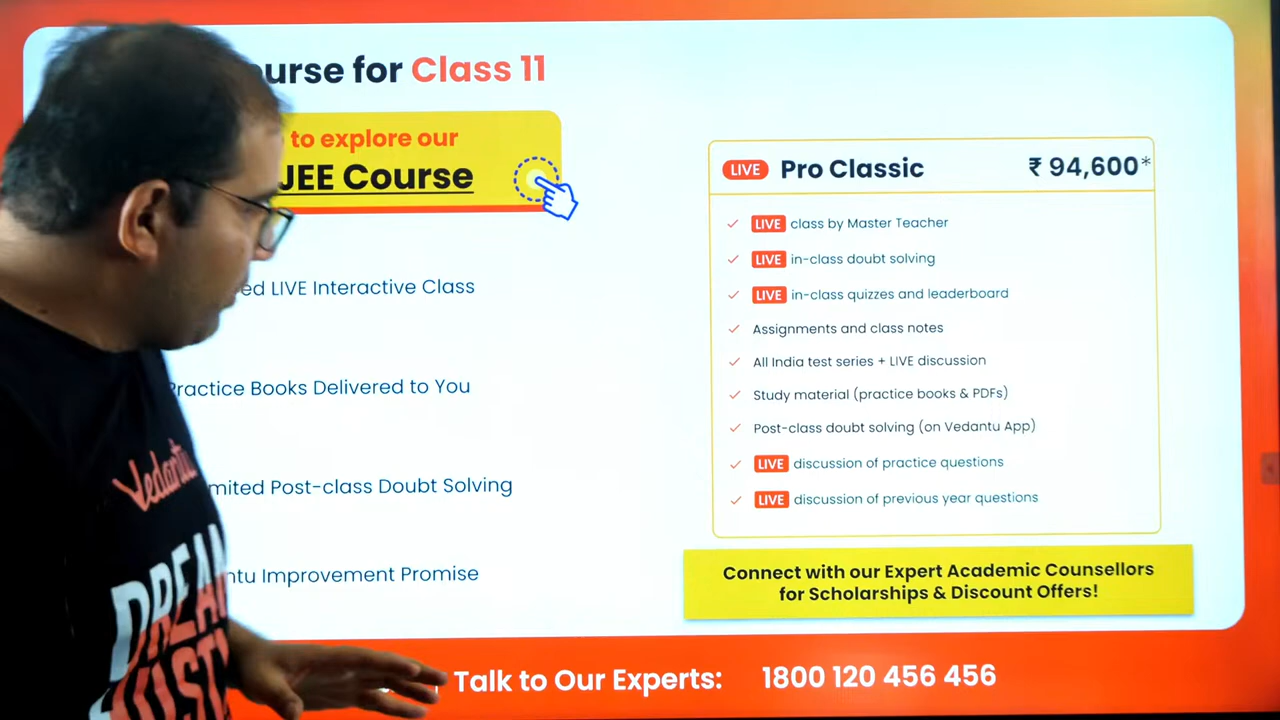 urse for Class 11
to explore our
JEE Course
LIVE Interactive Class
Practice Books Delivered to You
Post-class Doubt Solving
Improvement Promise
LIVE Pro Classic ₹ 94,600*
LIVE class by Master Teacher
LIVE in-class doubt solving
LIVE in-class quizzes and leaderboard
Assignments and class notes
All India test series + LIVE discussion
Study material (practice books & PDFs)
Post-class doubt solving (on Vedantu App)
LIVE discussion of practice questions
LIVE discussion of previous year questions
Connect with our Expert Academic Counsellors
for Scholarships & Discount Offers!
Talk to Our Experts: 1800 120 456 456
Vedantu
DREAM